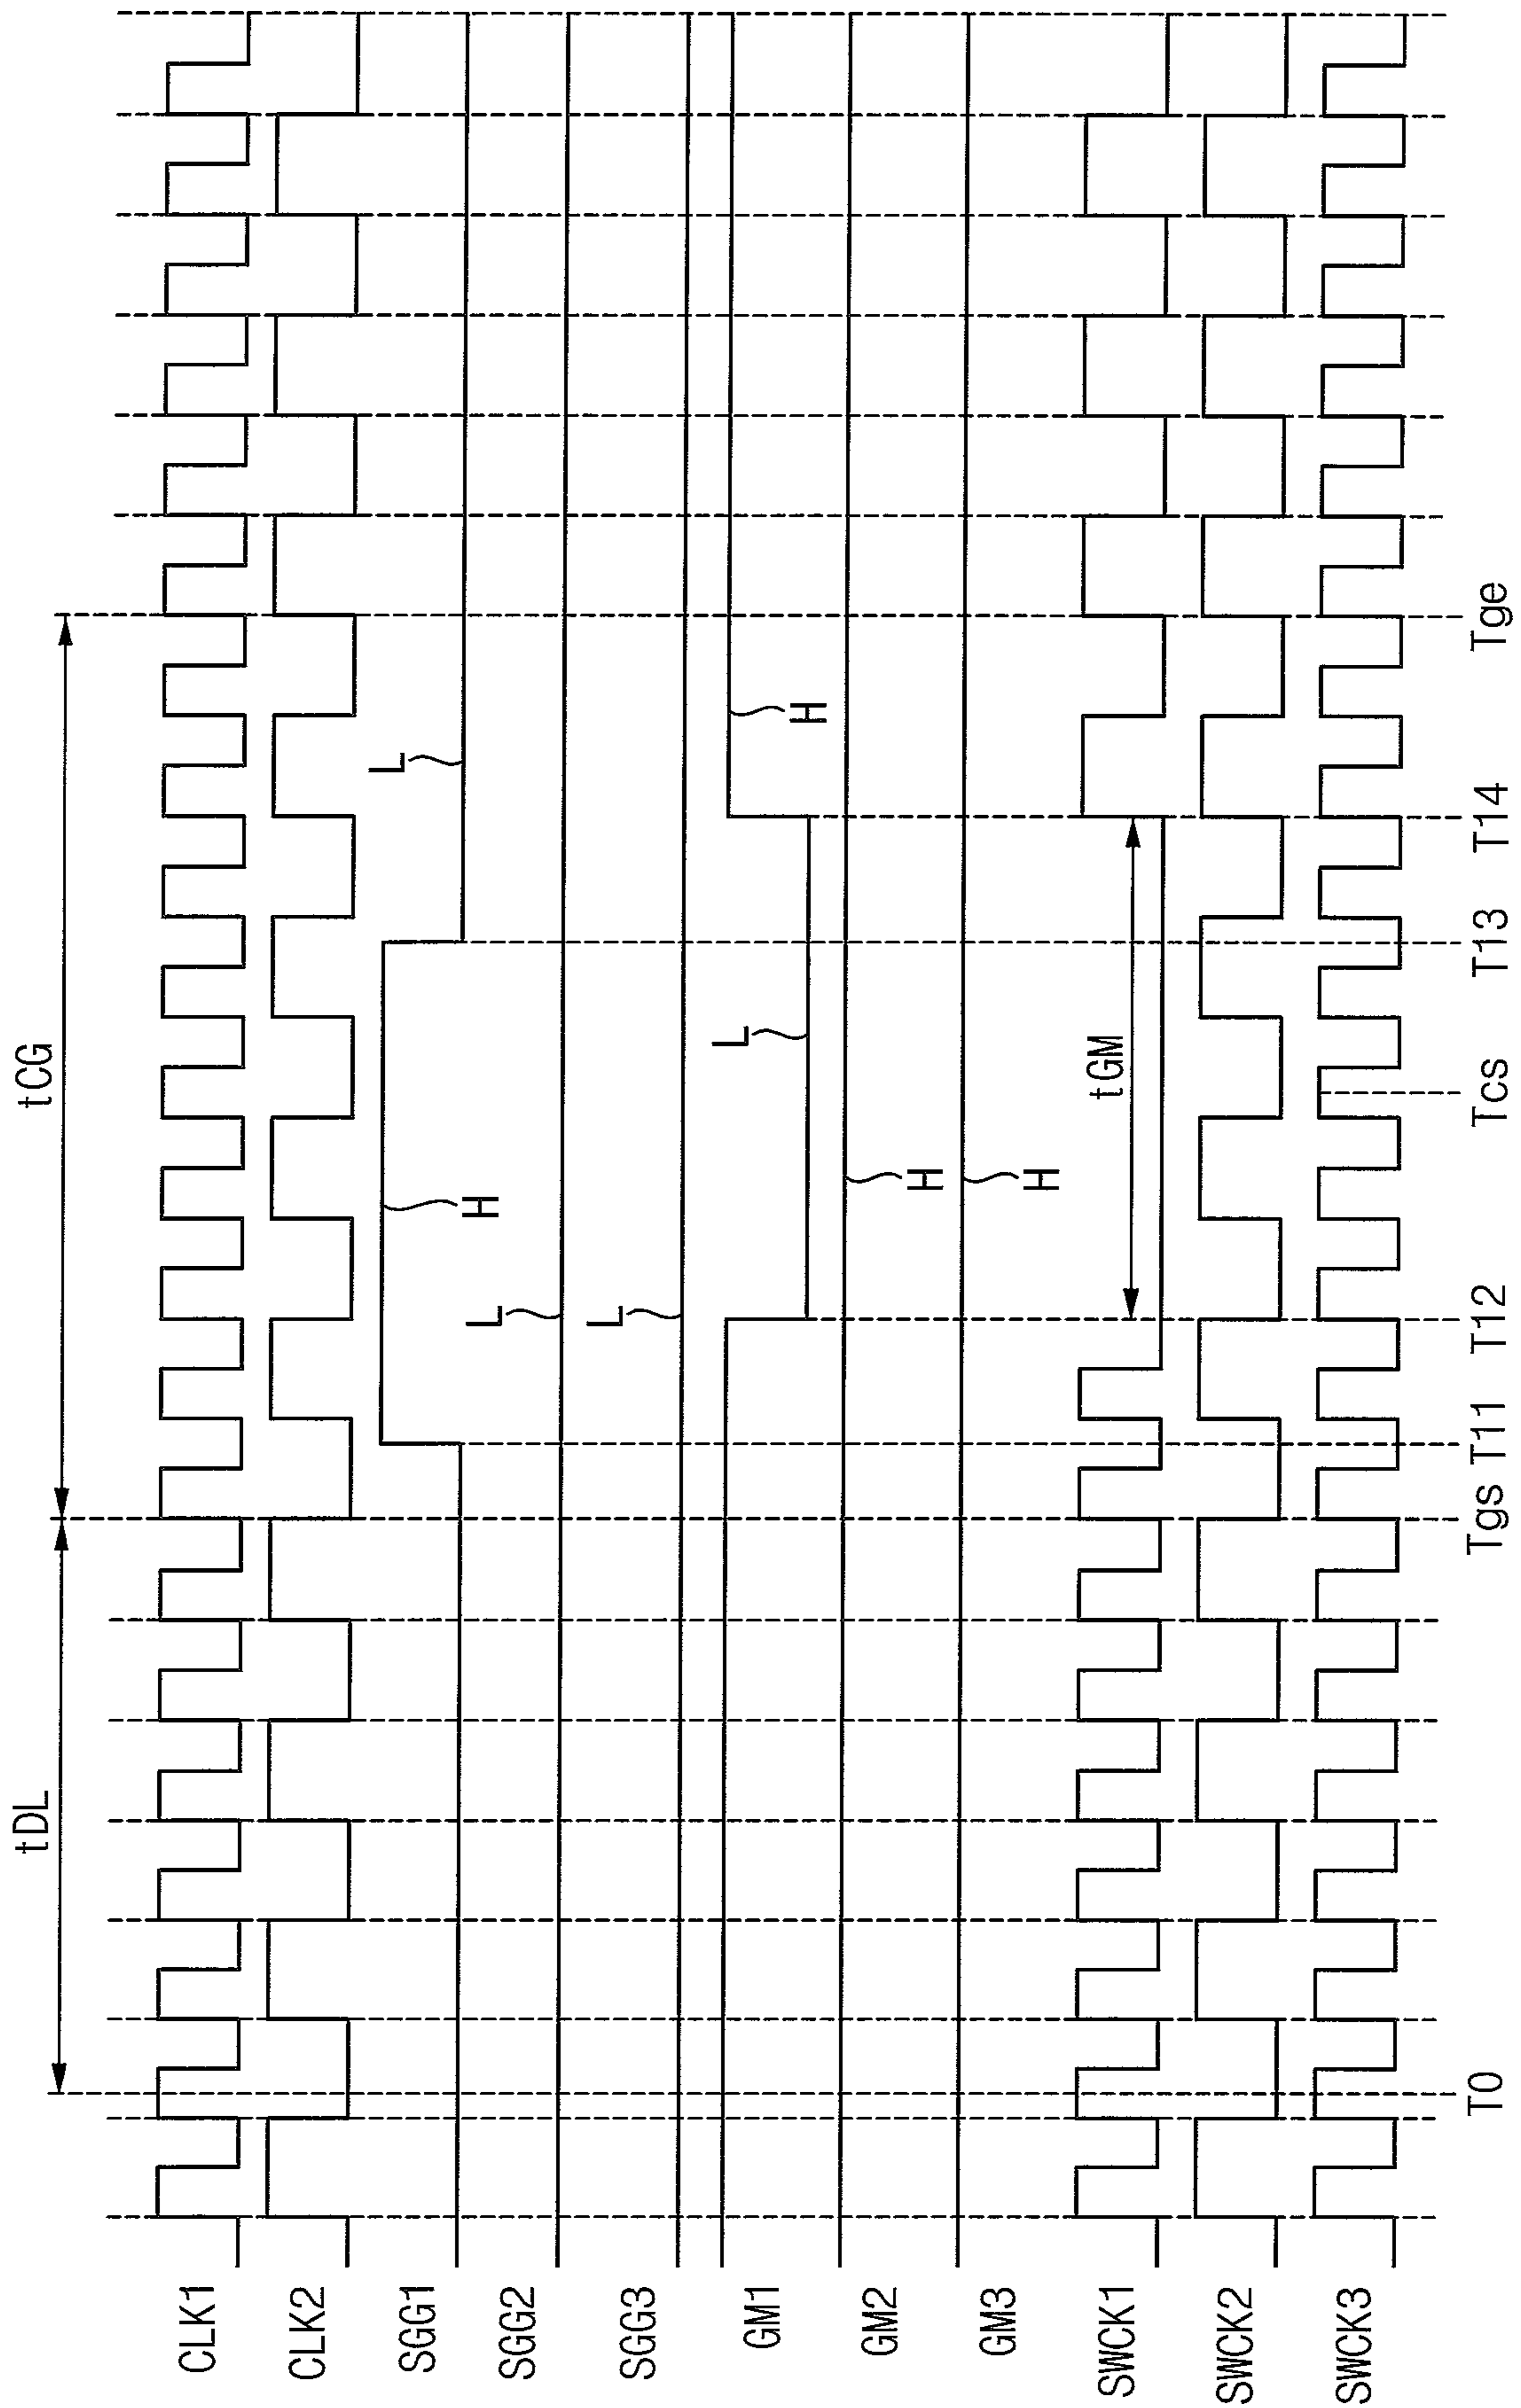 tDL
tCG
CLK1
CLK2
SGG1
H
L
SGG2
L
SGG3
L
GM1
L
H
GM2
H
GM3
H
tGM
SWCK1
SWCK2
SWCK3
T0
Tgs
T11
T12
Tcs
T13
T14
Tge